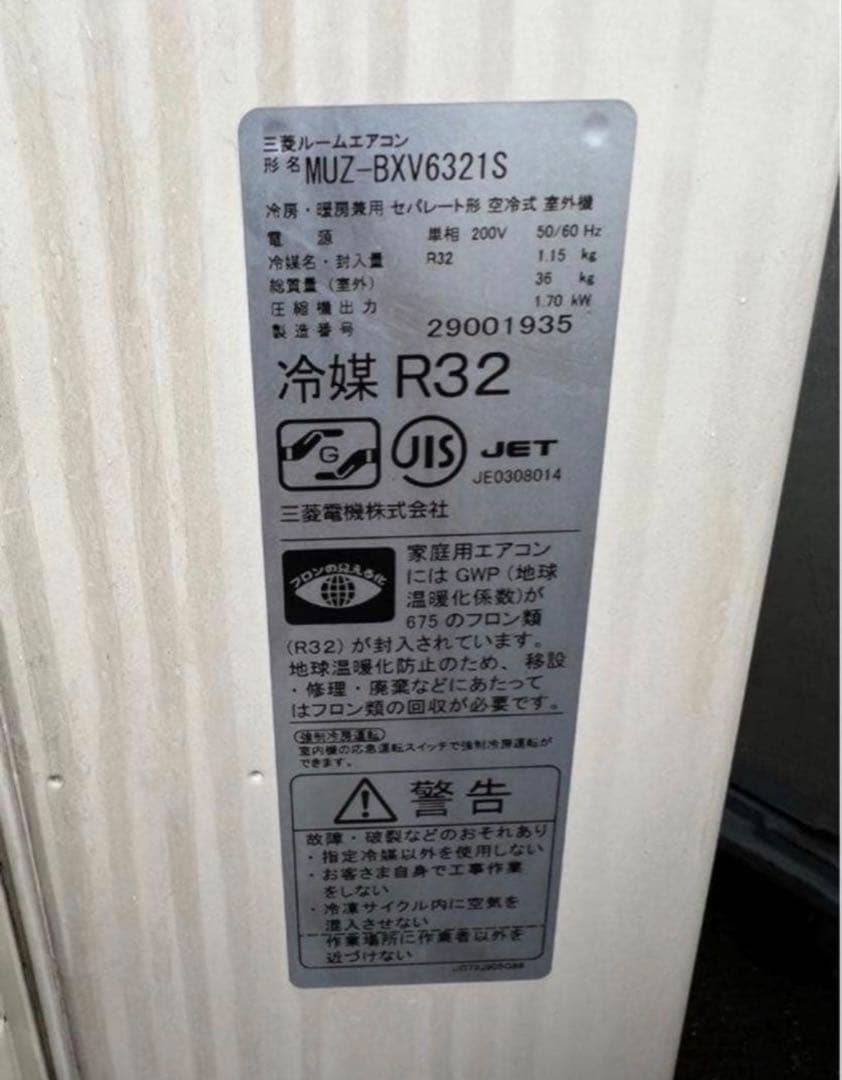 三菱ルームエアコン
形名 MUZ-BXV6321S
冷房・暖房兼用 セパレート形 空冷式 室外機
電源 単相 200V 50/60 Hz
冷媒名・封入量 R32 1.15 kg
総質量(室外) 36 kg
圧縮機出力 1.70 kW
製造番号 29001935
冷媒 R32
G JIS JET
JE0308014
三菱電機株式会社
フロンの見える化
家庭用エアコン
には GWP(地球
温暖化係数)が
675 のフロン類
(R32)が封入されています。
地球温暖化防止のため、移設
・修理・廃棄などにあたって
はフロン類の回収が必要です。
強制冷房運転
室内機の応急運転スイッチで強制冷房運転が
できます。
警告
故障・破裂などのおそれあり
・指定冷媒以外を使用しない
・お客さま自身で工事作業
をしない
・冷凍サイクル内に空気を
混入させない
作業場所に作業者以外を
近づけない